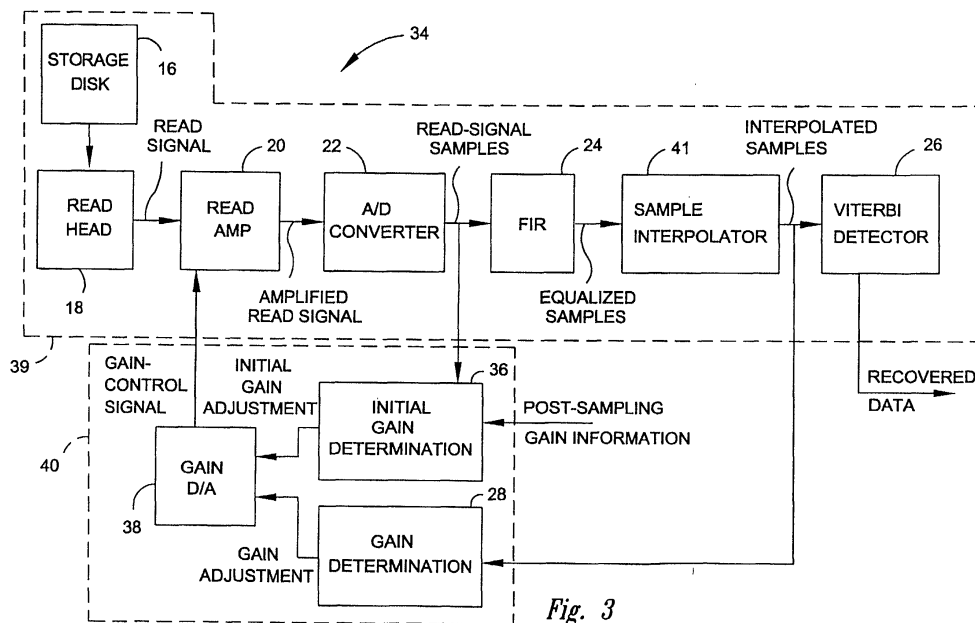 34
STORAGE
DISK
16
READ
SIGNAL
20
22
READ-SIGNAL
SAMPLES
24
41
INTERPOLATED
SAMPLES
26
READ
HEAD
18
READ
AMP
A/D
CONVERTER
FIR
SAMPLE
INTERPOLATOR
VITERBI
DETECTOR
AMPLIFIED
READ SIGNAL
EQUALIZED
SAMPLES
39
GAIN-
CONTROL
SIGNAL
INITIAL
GAIN
ADJUSTMENT
36
INITIAL
GAIN
DETERMINATION
POST-SAMPLING
GAIN INFORMATION
RECOVERED
DATA
40
GAIN
D/A
38
28
GAIN
DETERMINATION
GAIN
ADJUSTMENT
Fig. 3